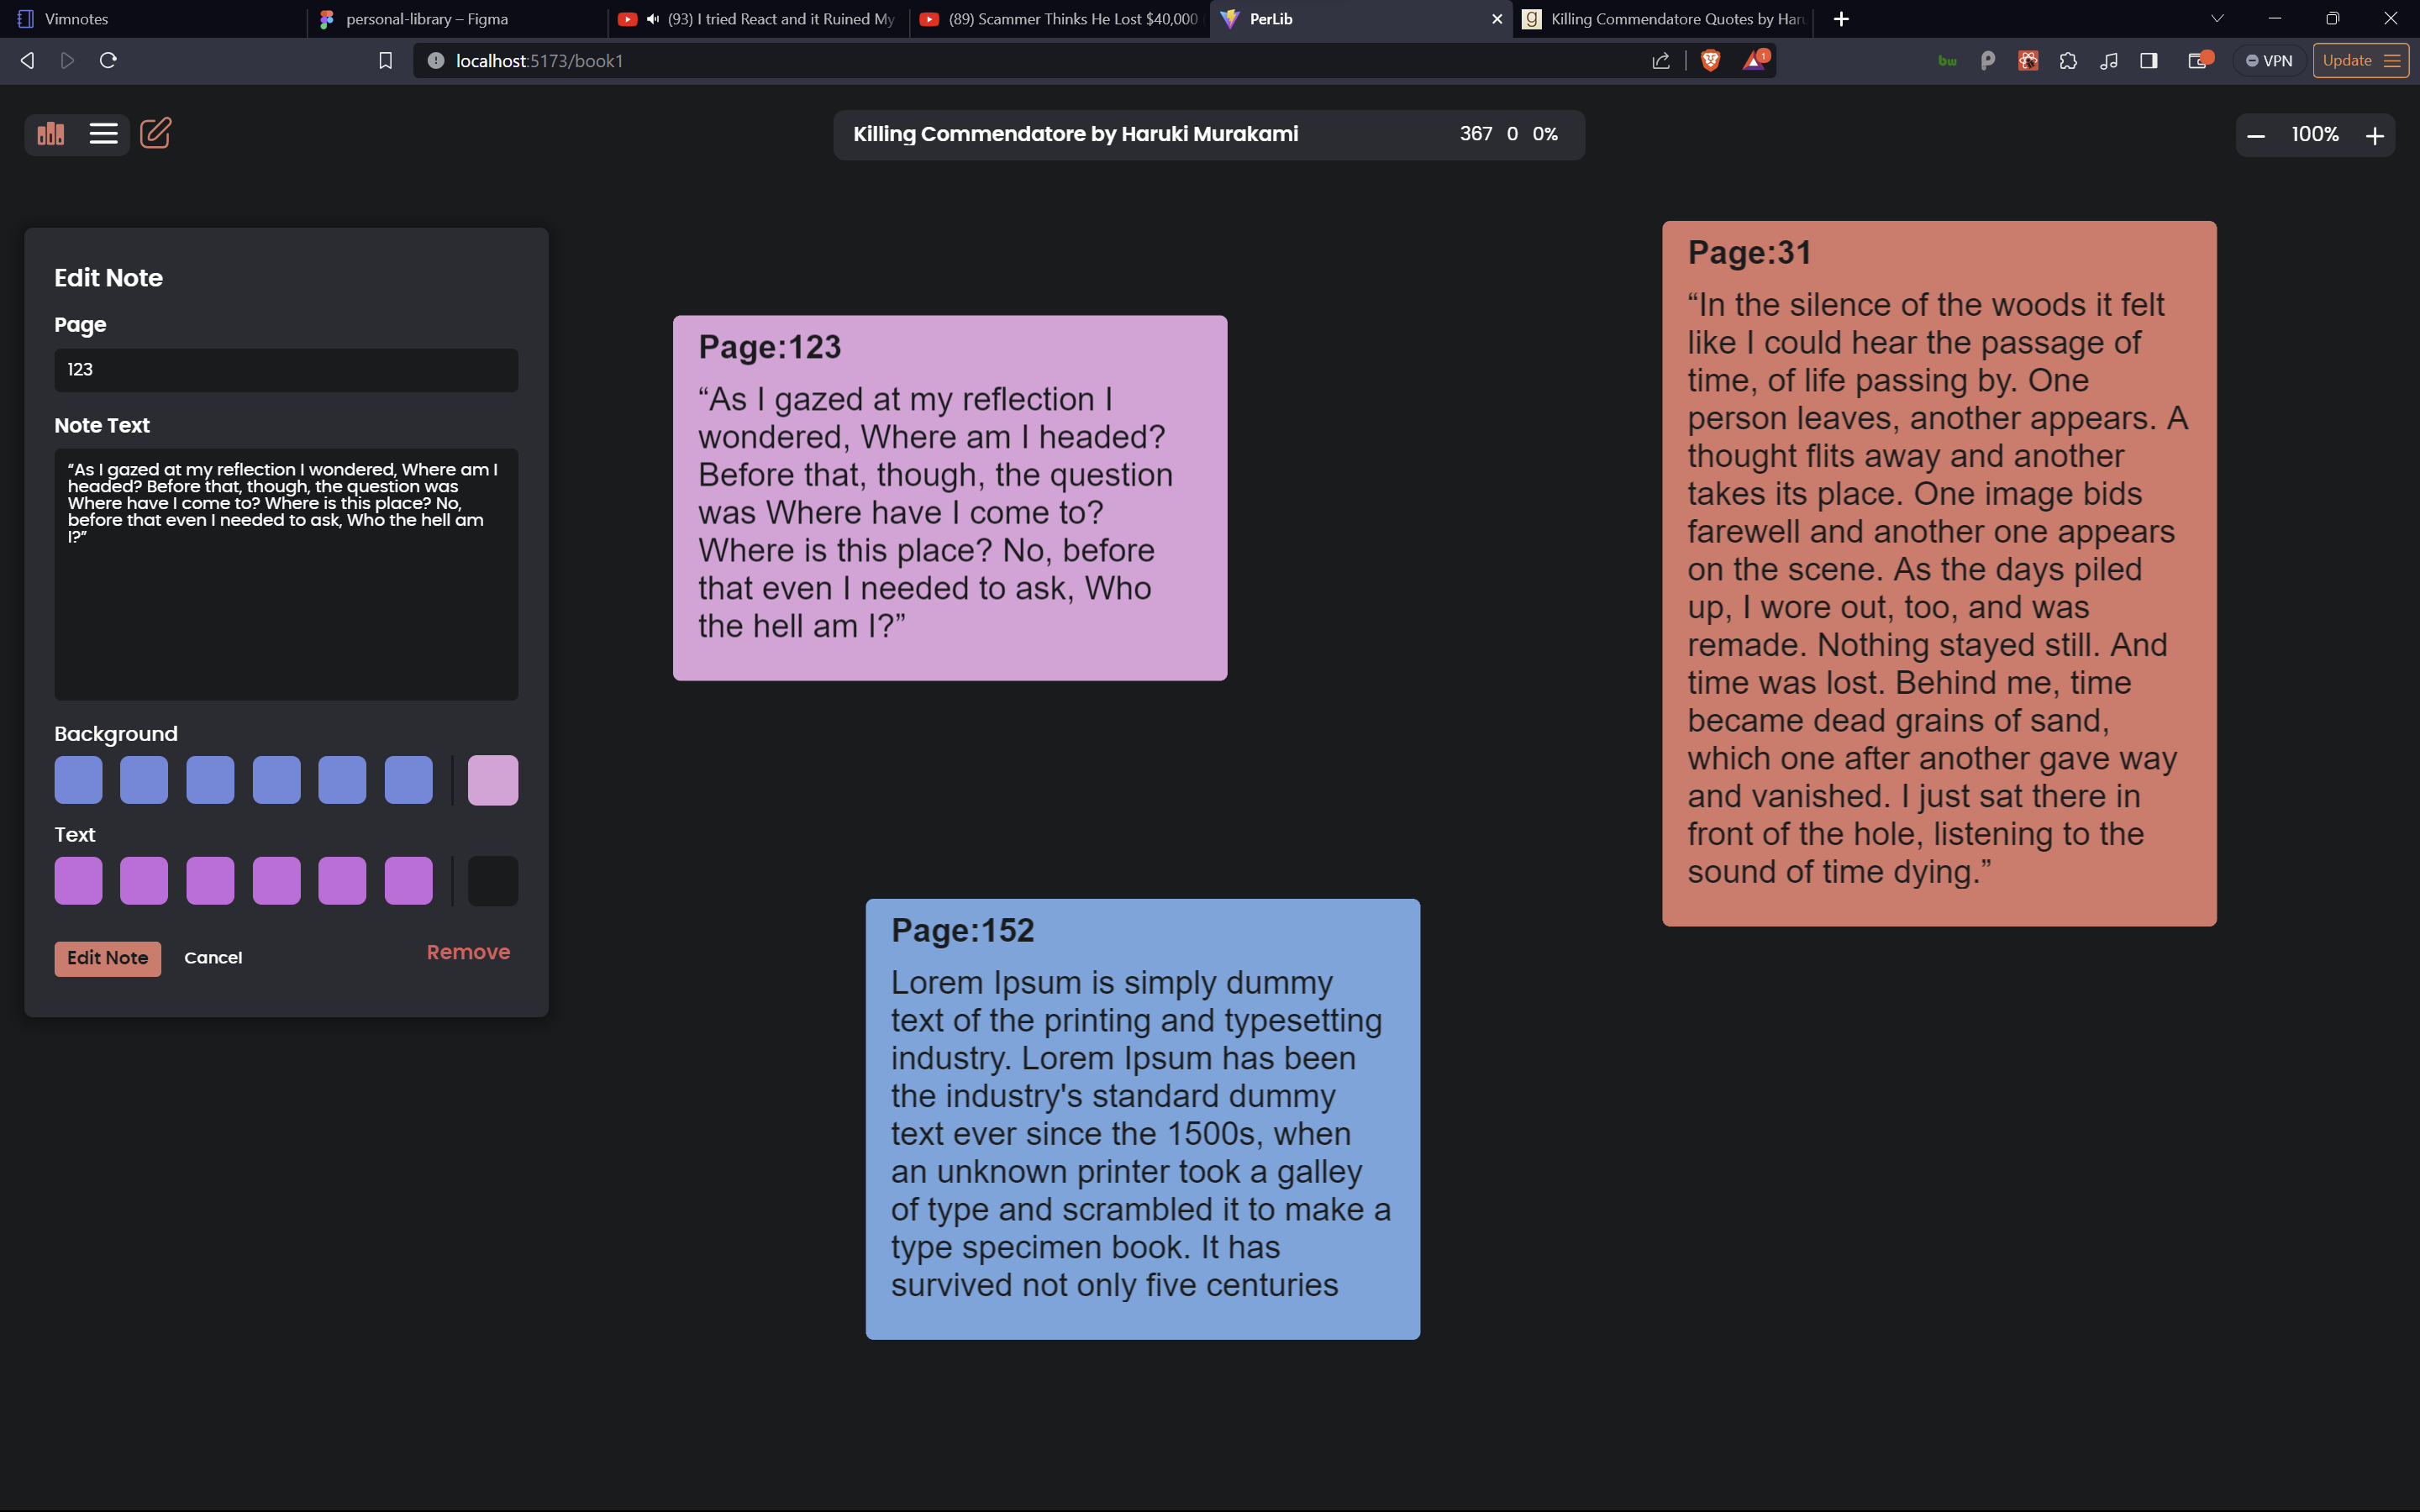 Vimnotes
personal-library – Figma
(93) I tried React and it Ruined My
(89) Scammer Thinks He Lost $40,000
PerLib
Killing Commendatore Quotes by Haru
localhost:5173/book1
1
bw
VPN
Update
Killing Commendatore by Haruki Murakami
367 0 0%
100%
Edit Note
Page
123
Note Text
“As I gazed at my reflection I wondered, Where am I
headed? Before that, though, the question was
Where have I come to? Where is this place? No,
before that even I needed to ask, Who the hell am
I?”
Background
Text
Edit Note
Cancel
Remove
Page:123
“As I gazed at my reflection I
wondered, Where am I headed?
Before that, though, the question
was Where have I come to?
Where is this place? No, before
that even I needed to ask, Who
the hell am I?”
Page:152
Lorem Ipsum is simply dummy
text of the printing and typesetting
industry. Lorem Ipsum has been
the industry's standard dummy
text ever since the 1500s, when
an unknown printer took a galley
of type and scrambled it to make a
type specimen book. It has
survived not only five centuries
Page:31
“In the silence of the woods it felt
like I could hear the passage of
time, of life passing by. One
person leaves, another appears. A
thought flits away and another
takes its place. One image bids
farewell and another one appears
on the scene. As the days piled
up, I wore out, too, and was
remade. Nothing stayed still. And
time was lost. Behind me, time
became dead grains of sand,
which one after another gave way
and vanished. I just sat there in
front of the hole, listening to the
sound of time dying.”